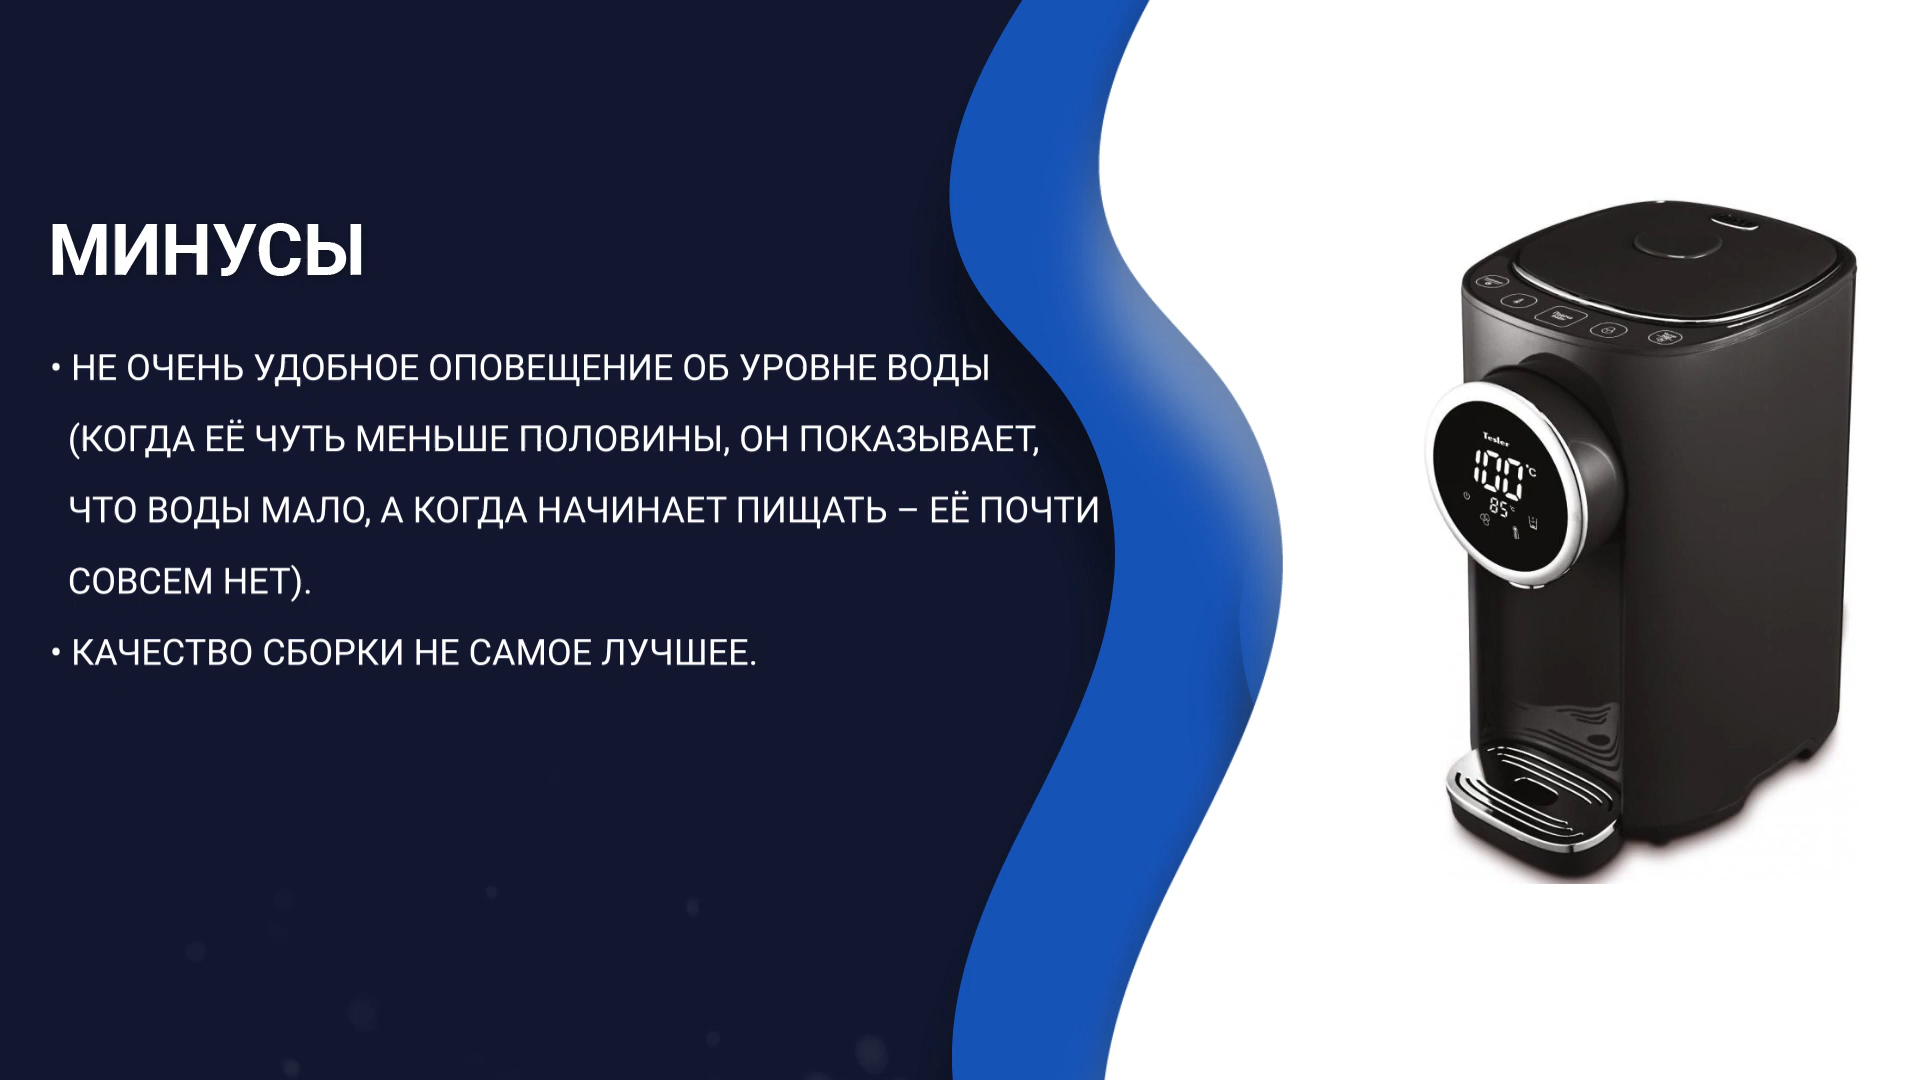 МИНУСЫ
• НЕ ОЧЕНЬ УДОБНОЕ ОПОВЕЩЕНИЕ ОБ УРОВНЕ ВОДЫ
(КОГДА ЕЁ ЧУТЬ МЕНЬШЕ ПОЛОВИНЫ, ОН ПОКАЗЫВАЕТ,
ЧТО ВОДЫ МАЛО, А КОГДА НАЧИНАЕТ ПИЩАТЬ – ЕЁ ПОЧТИ
СОВСЕМ НЕТ).
• КАЧЕСТВО СБОРКИ НЕ САМОЕ ЛУЧШЕЕ.
Tesler
100°C
85°C